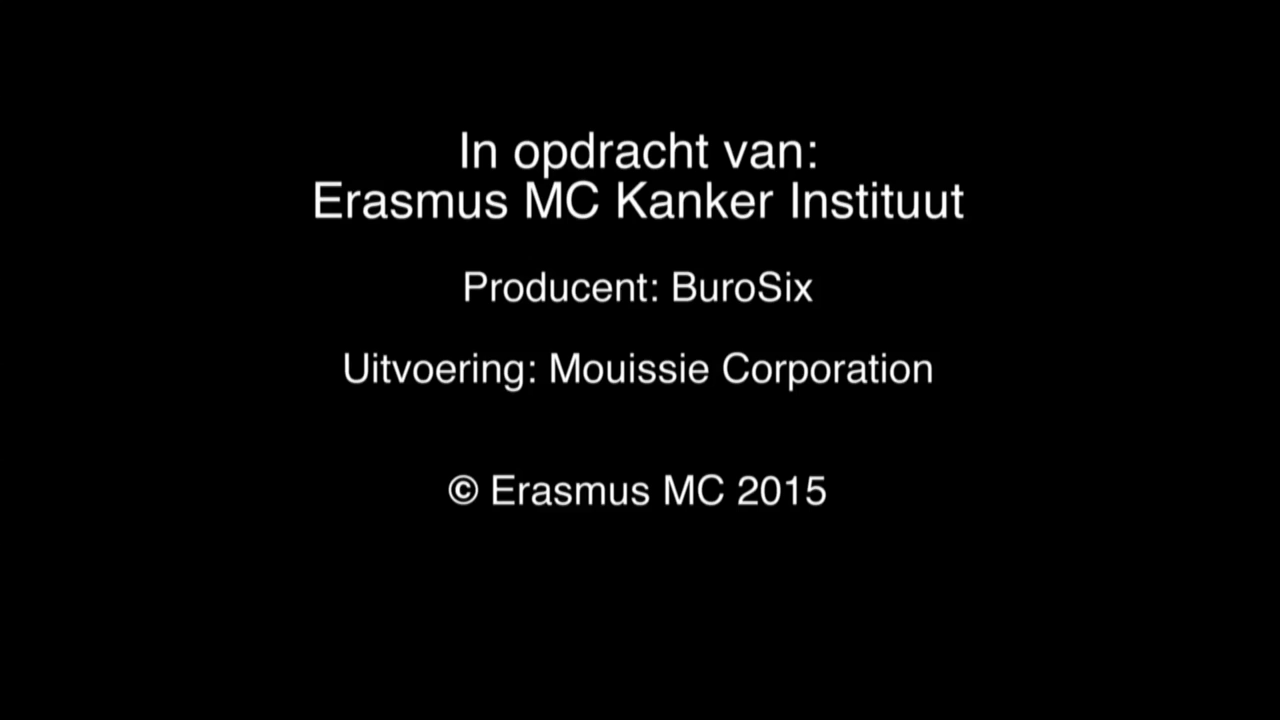 In opdracht van:
Erasmus MC Kanker Instituut
Producent: BuroSix
Uitvoering: Mouissie Corporation
© Erasmus MC 2015